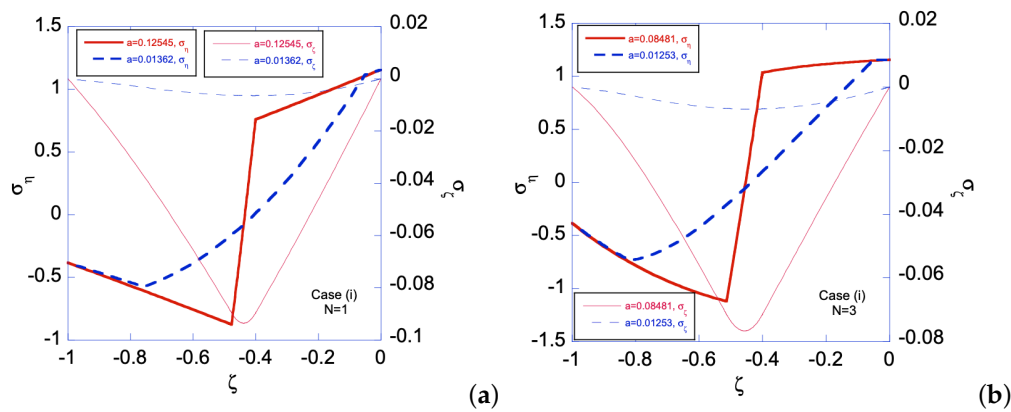 1.5
1
0.5
0
-0.5
-1
σ_η
a=0.12545, σ_η
a=0.01362, σ_η
a=0.12545, σ_ζ
a=0.01362, σ_ζ
Case (i)
N=1
0.02
0
-0.02
-0.04
-0.06
-0.08
-0.1
σ_ζ
-1 -0.8 -0.6 -0.4 -0.2 0
ζ
(a)
1.5
1
0.5
0
-0.5
-1
-1.5
σ_η
a=0.08481, σ_η
a=0.01253, σ_η
a=0.08481, σ_ζ
a=0.01253, σ_ζ
Case (i)
N=3
0.02
0
-0.02
-0.04
-0.06
-0.08
σ_ζ
-1 -0.8 -0.6 -0.4 -0.2 0
ζ
(b)